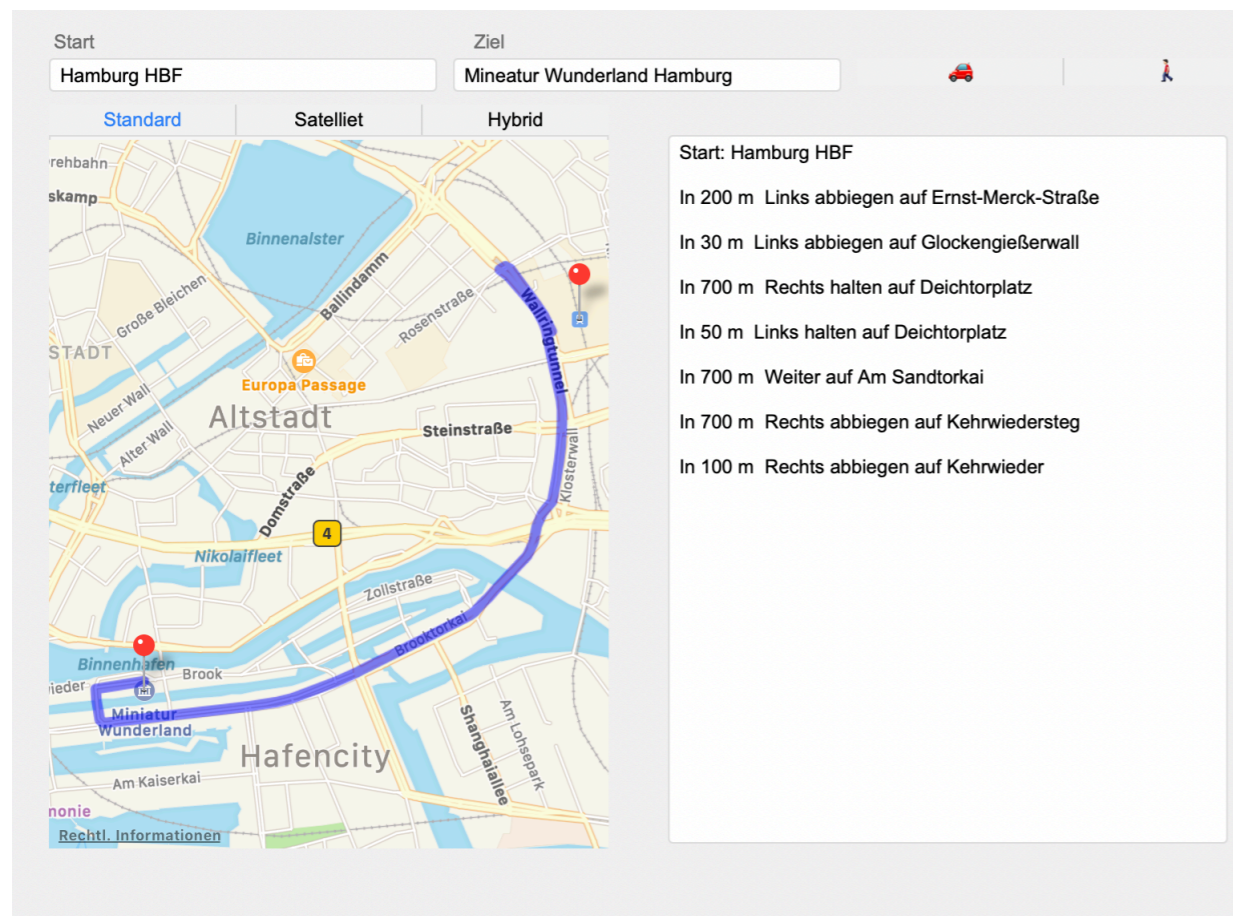 Start
Ziel
Hamburg HBF
Mineatur Wunderland Hamburg
Standard
Satelliet
Hybrid
rehbahn
skamp
Binnenalster
Große Bleichen
Ballindamm
Rosenstraße
Wallringtunnel
STADT
Europa Passage
Neuer Wall
Altstadt
Alter Wall
Steinstraße
Klosterwall
terfleet
Domstraße
4
Nikolaifleet
Zollstraße
Brooktorkai
Binnenhafen
Brook
ieder
Miniatur
Wunderland
Shanghaiallee
Am Lohsepark
Hafencity
Am Kaiserkai
monie
Rechtl. Informationen
Start: Hamburg HBF
In 200 m  Links abbiegen auf Ernst-Merck-Straße
In 30 m  Links abbiegen auf Glockengießerwall
In 700 m  Rechts halten auf Deichtorplatz
In 50 m  Links halten auf Deichtorplatz
In 700 m  Weiter auf Am Sandtorkai
In 700 m  Rechts abbiegen auf Kehrwiedersteg
In 100 m  Rechts abbiegen auf Kehrwieder